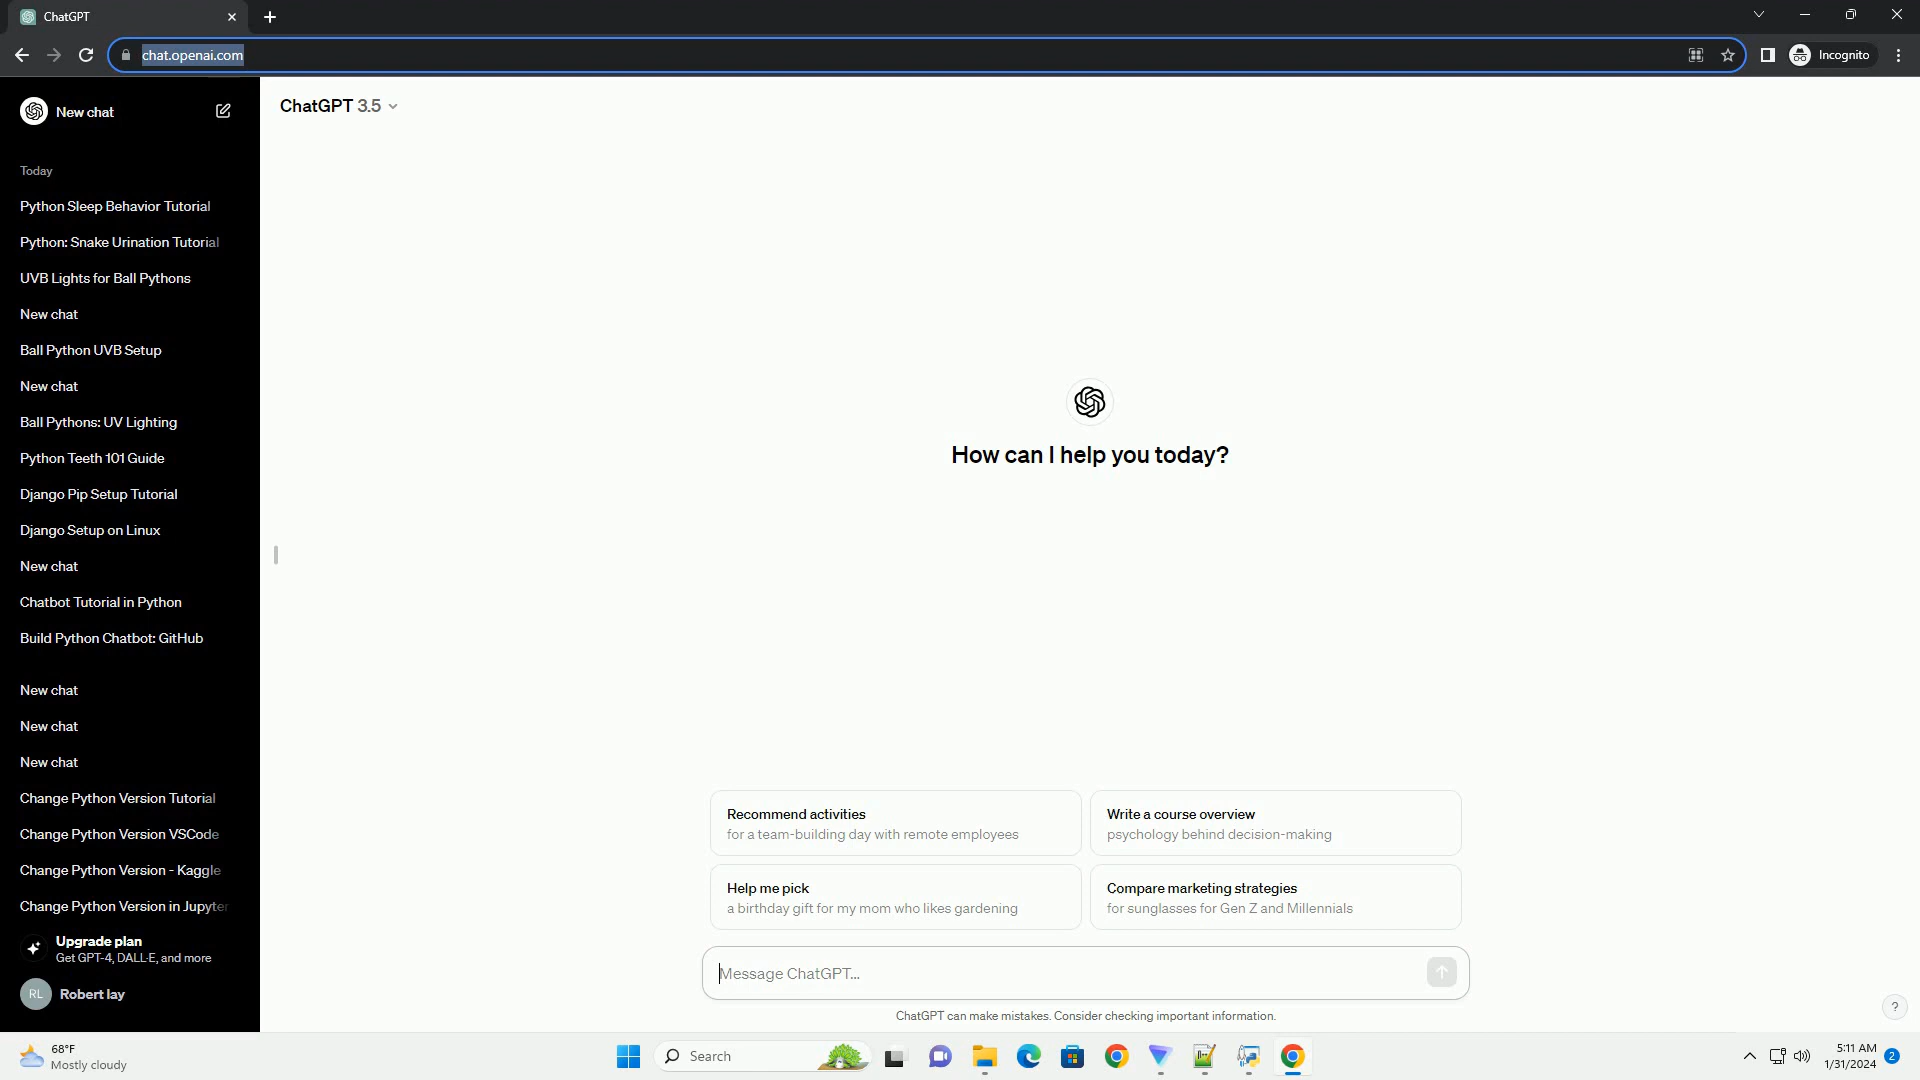 ChatGPT
chat.openai.com
Incognito
New chat
ChatGPT 3.5
Today
Python Sleep Behavior Tutorial
Python: Snake Urination Tutorial
UVB Lights for Ball Pythons
New chat
Ball Python UVB Setup
New chat
Ball Pythons: UV Lighting
Python Teeth 101 Guide
Django Pip Setup Tutorial
Django Setup on Linux
New chat
Chatbot Tutorial in Python
Build Python Chatbot: GitHub
New chat
New chat
New chat
Change Python Version Tutorial
Change Python Version VSCode
Change Python Version - Kaggle
Change Python Version in Jupyter
Upgrade plan
Get GPT-4, DALL·E, and more
RL Robert lay
How can I help you today?
Recommend activities
for a team-building day with remote employees
Write a course overview
psychology behind decision-making
Help me pick
a birthday gift for my mom who likes gardening
Compare marketing strategies
for sunglasses for Gen Z and Millennials
Message ChatGPT...
ChatGPT can make mistakes. Consider checking important information.
?
68°F
Mostly cloudy
Search
5:11 AM
1/31/2024
2